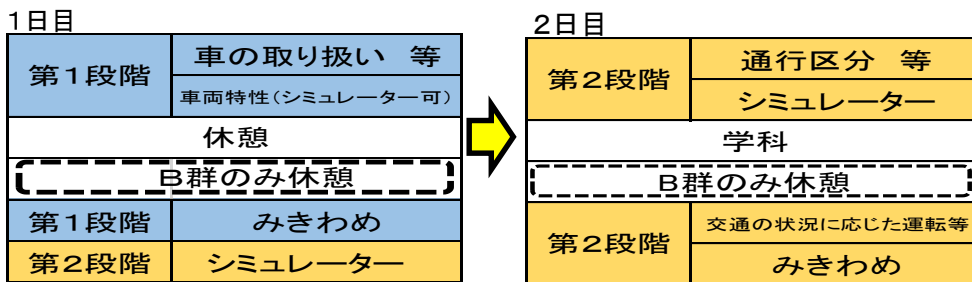 1日目
第1段階
車の取り扱い 等
車両特性(シミュレーター可)
休憩
B群のみ休憩
第1段階
みきわめ
第2段階
シミュレーター
2日目
第2段階
通行区分 等
シミュレーター
学科
B群のみ休憩
第2段階
交通の状況に応じた運転等
みきわめ